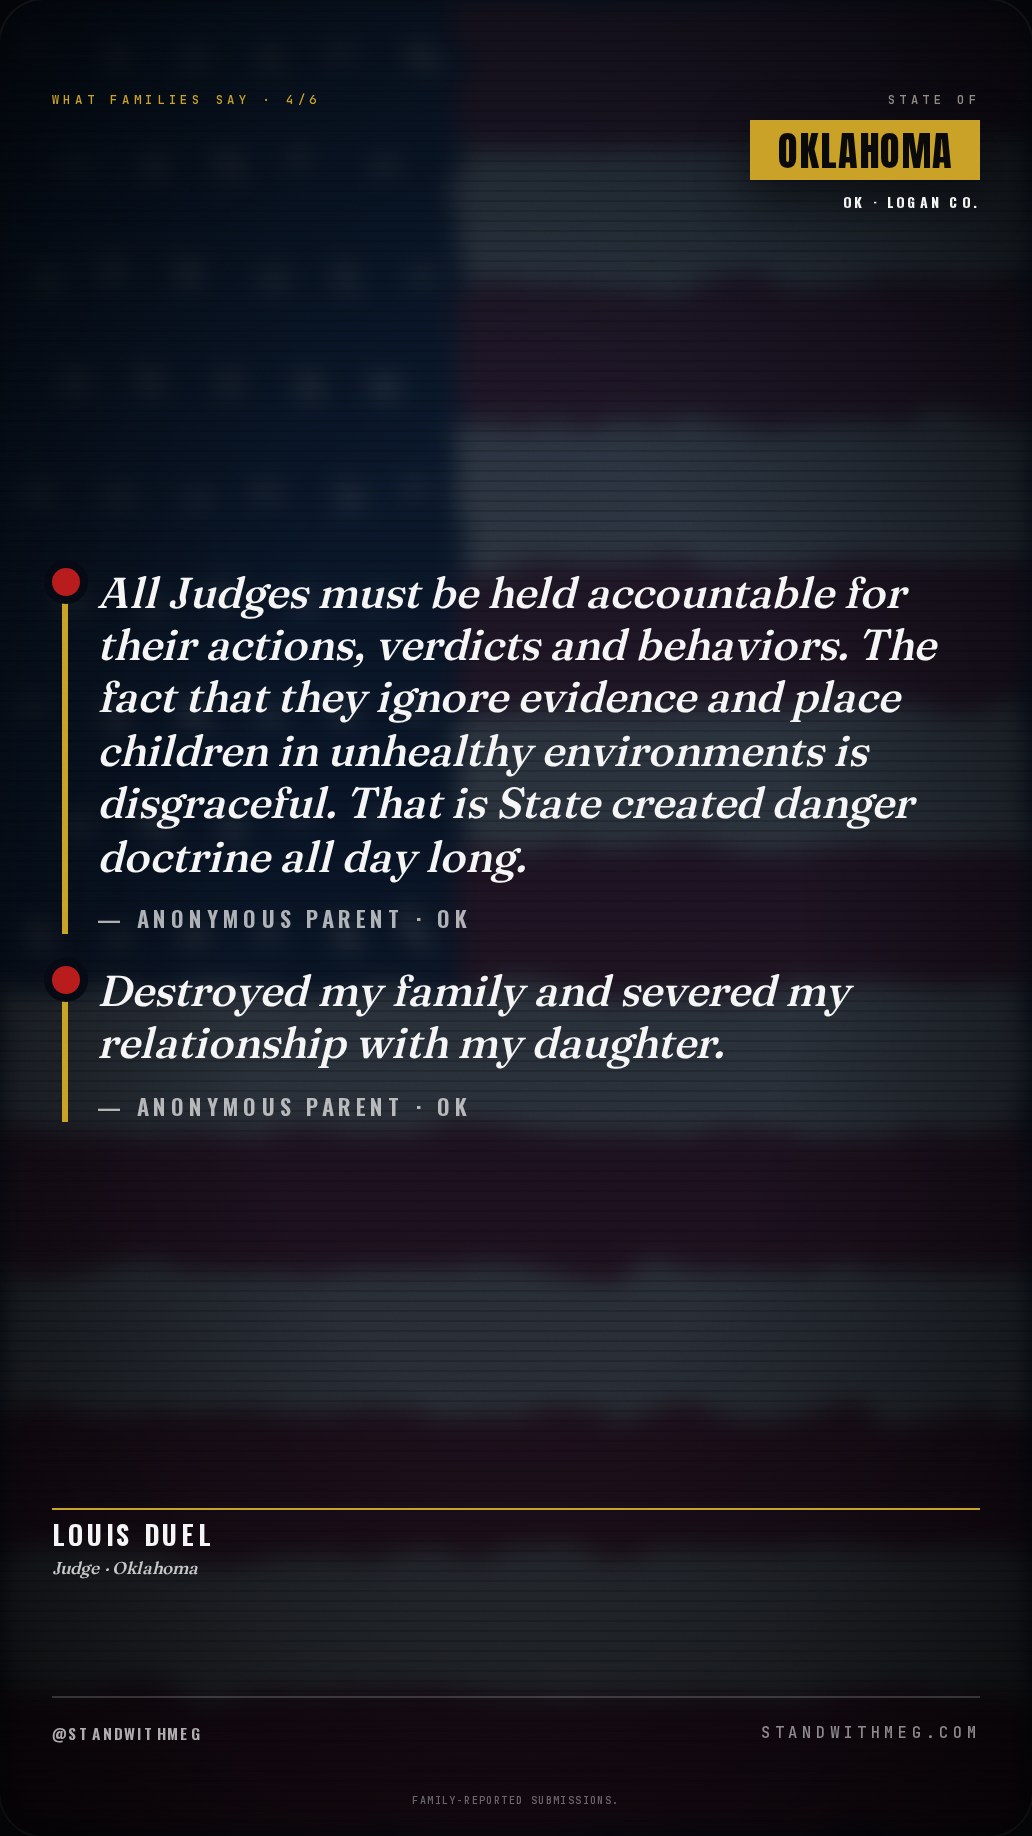 WHAT FAMILIES SAY · 4/6
STATE OF
OKLAHOMA
OK · LOGAN CO.
All Judges must be held accountable for
their actions, verdicts and behaviors. The
fact that they ignore evidence and place
children in unhealthy environments is
disgraceful. That is State created danger
doctrine all day long.
— ANONYMOUS PARENT · OK
Destroyed my family and severed my
relationship with my daughter.
— ANONYMOUS PARENT · OK
LOUIS DUEL
Judge · Oklahoma
@STANDWITHMEG
STANDWITHMEG.COM
FAMILY-REPORTED SUBMISSIONS.